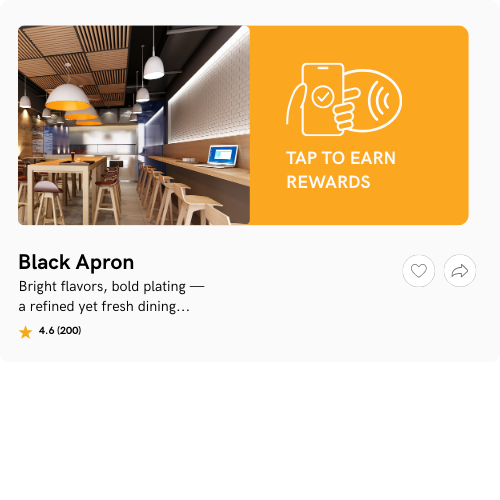 TAP TO EARN
REWARDS
Black Apron
Bright flavors, bold plating —
a refined yet fresh dining...
4.6 (200)